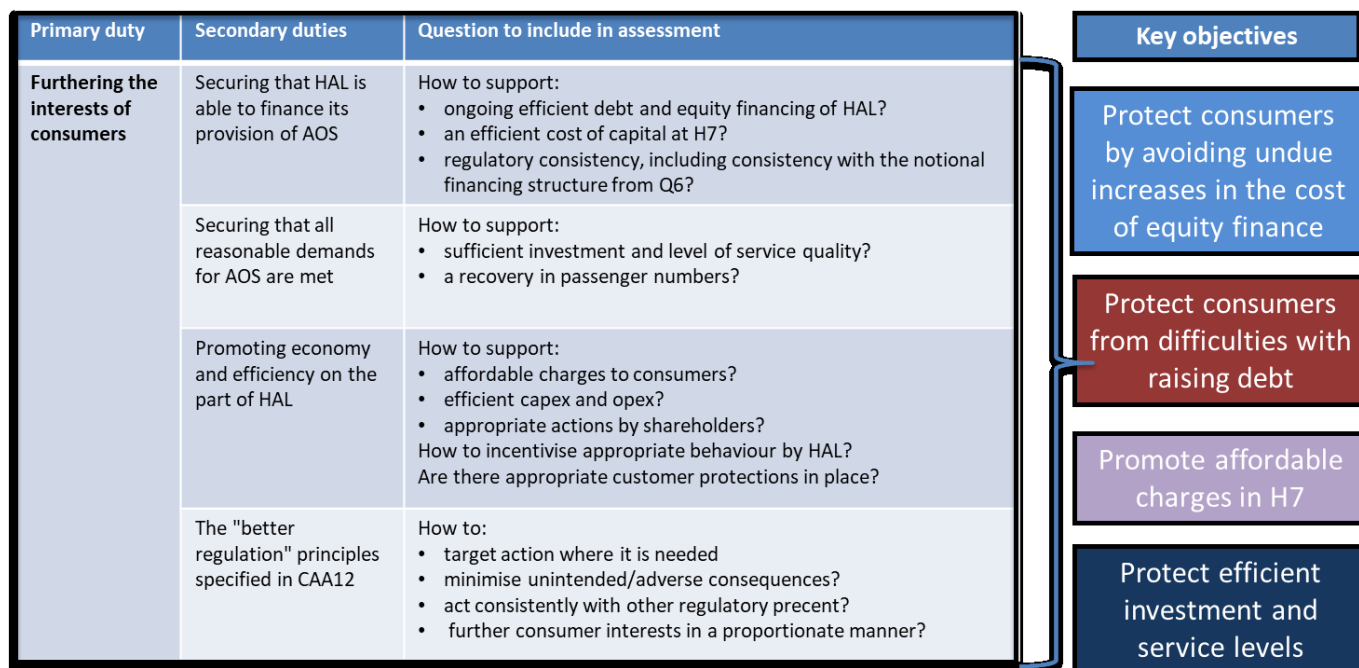 Primary duty
Secondary duties
Question to include in assessment
Furthering the
interests of
consumers
Securing that HAL is
able to finance its
provision of AOS
How to support:
• ongoing efficient debt and equity financing of HAL?
• an efficient cost of capital at H7?
• regulatory consistency, including consistency with the notional
financing structure from Q6?
Securing that all
reasonable demands
for AOS are met
How to support:
• sufficient investment and level of service quality?
• a recovery in passenger numbers?
Promoting economy
and efficiency on the
part of HAL
How to support:
• affordable charges to consumers?
• efficient capex and opex?
• appropriate actions by shareholders?
How to incentivise appropriate behaviour by HAL?
Are there appropriate customer protections in place?
The "better
regulation" principles
specified in CAA12
How to:
• target action where it is needed
• minimise unintended/adverse consequences?
• act consistently with other regulatory precent?
• further consumer interests in a proportionate manner?
Key objectives
Protect consumers
by avoiding undue
increases in the cost
of equity finance
Protect consumers
from difficulties with
raising debt
Promote affordable
charges in H7
Protect efficient
investment and
service levels